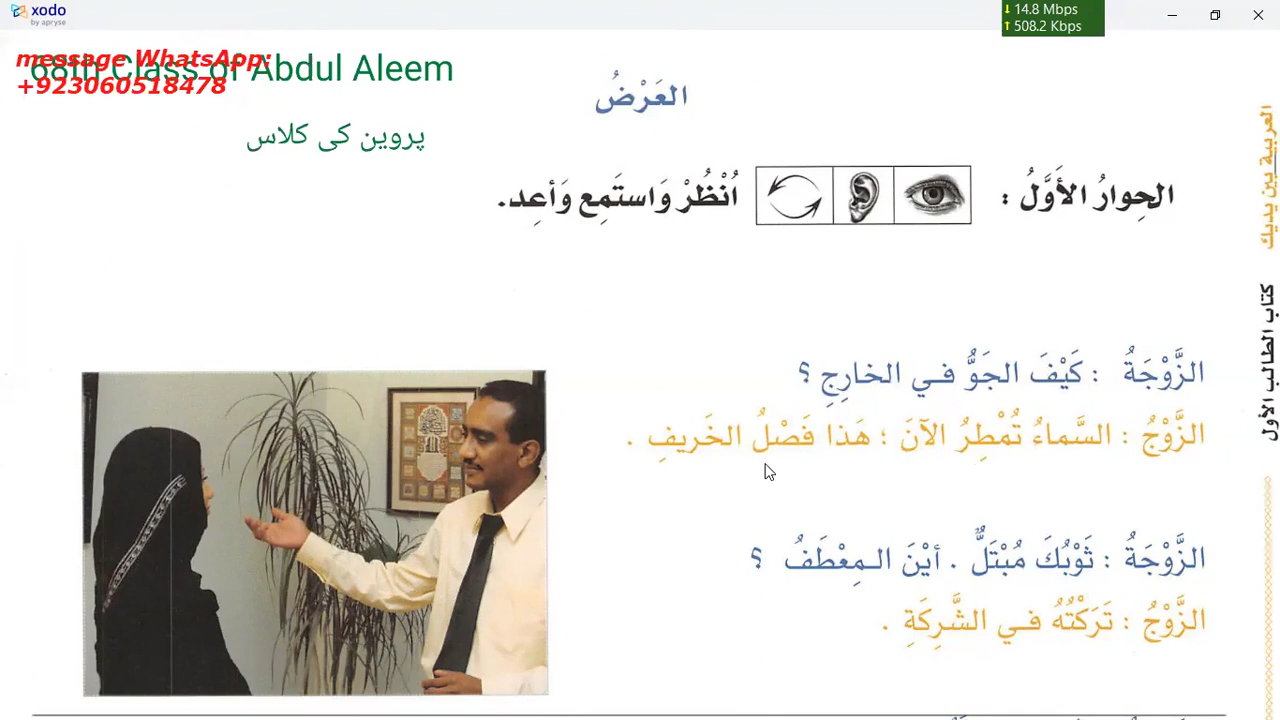 xodo
by apryse
↓ 14.8 Mbps
↑ 508.2 Kbps
message WhatsApp:
+923060518478
68th Class of Abdul Aleem
پروین کی کلاس
العَرْضُ
الحِوارُ الأَوَّلُ :
اُنْظُرْ وَاستَمِع وَأعِد.
الزَّوْجَةُ : كَيْفَ الجَوُّ في الخارِجِ ؟
الزَّوْجُ : السَّماءُ تُمْطِرُ الآنَ ؛ هَذا فَصْلُ الخَريفِ .
الزَّوْجَةُ : ثَوْبُكَ مُبْتَلٌّ . أيْنَ المِعْطَفُ ؟
الزَّوْجُ : تَرَكْتُهُ في الشَّرِكَةِ .
العربية بين يديك
كتاب الطالب الأول